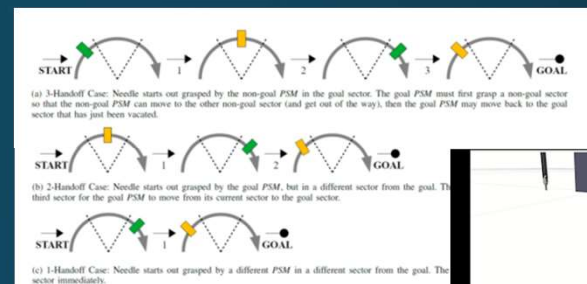 START 1 2 3 GOAL
(a) 3-Handoff Case: Needle starts out grasped by the non-goal PSM in the goal sector. The goal PSM must first grasp a non-goal sector
so that the non-goal PSM can move to the other non-goal sector (and get out of the way), then the goal PSM may move back to the goal
sector that has just been vacated.
START 1 2 GOAL
(b) 2-Handoff Case: Needle starts out grasped by the goal PSM, but in a different sector from the goal. Th
third sector for the goal PSM to move from its current sector to the goal sector.
START 1 GOAL
(c) 1-Handoff Case: Needle starts out grasped by a different PSM in a different sector from the goal. The
sector immediately.